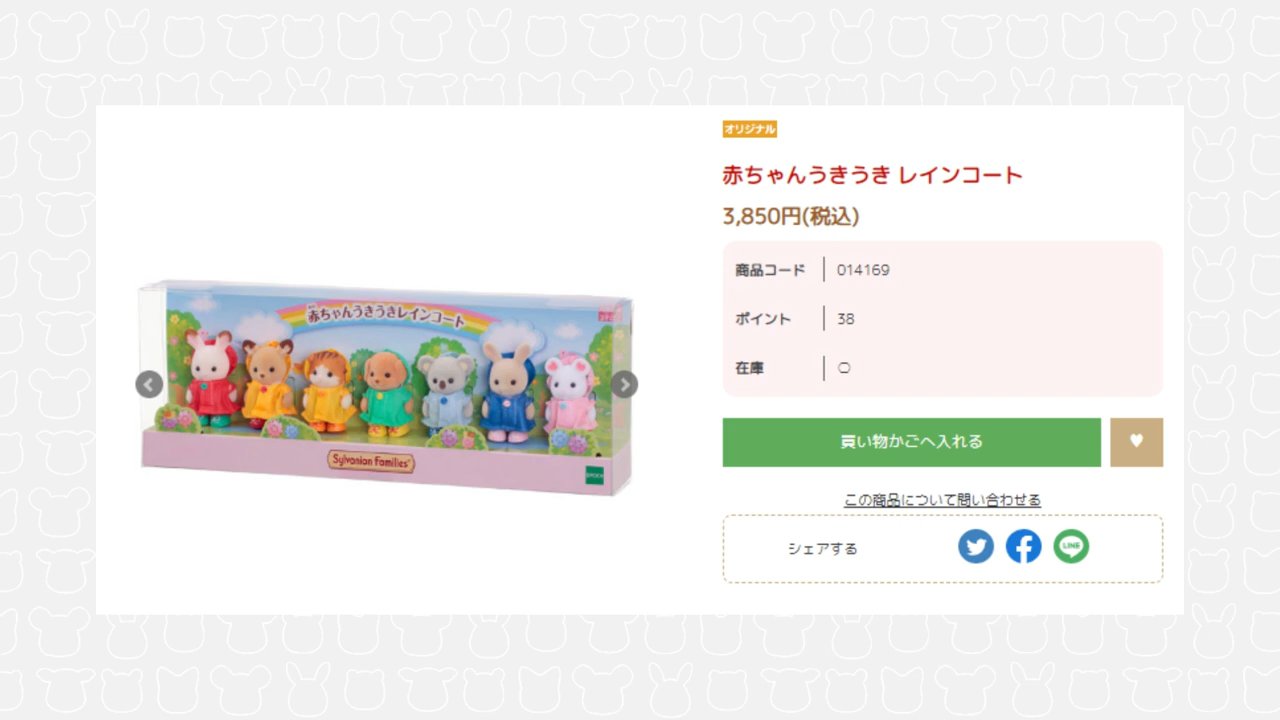 オリジナル
赤ちゃんうきうき レインコート
3,850円(税込)
商品コード 014169
ポイント 38
在庫 〇
買い物かごへ入れる
この商品について問い合わせる
シェアする
LINE
赤ちゃんうきうきレインコート
Sylvanian Families
EPOCH